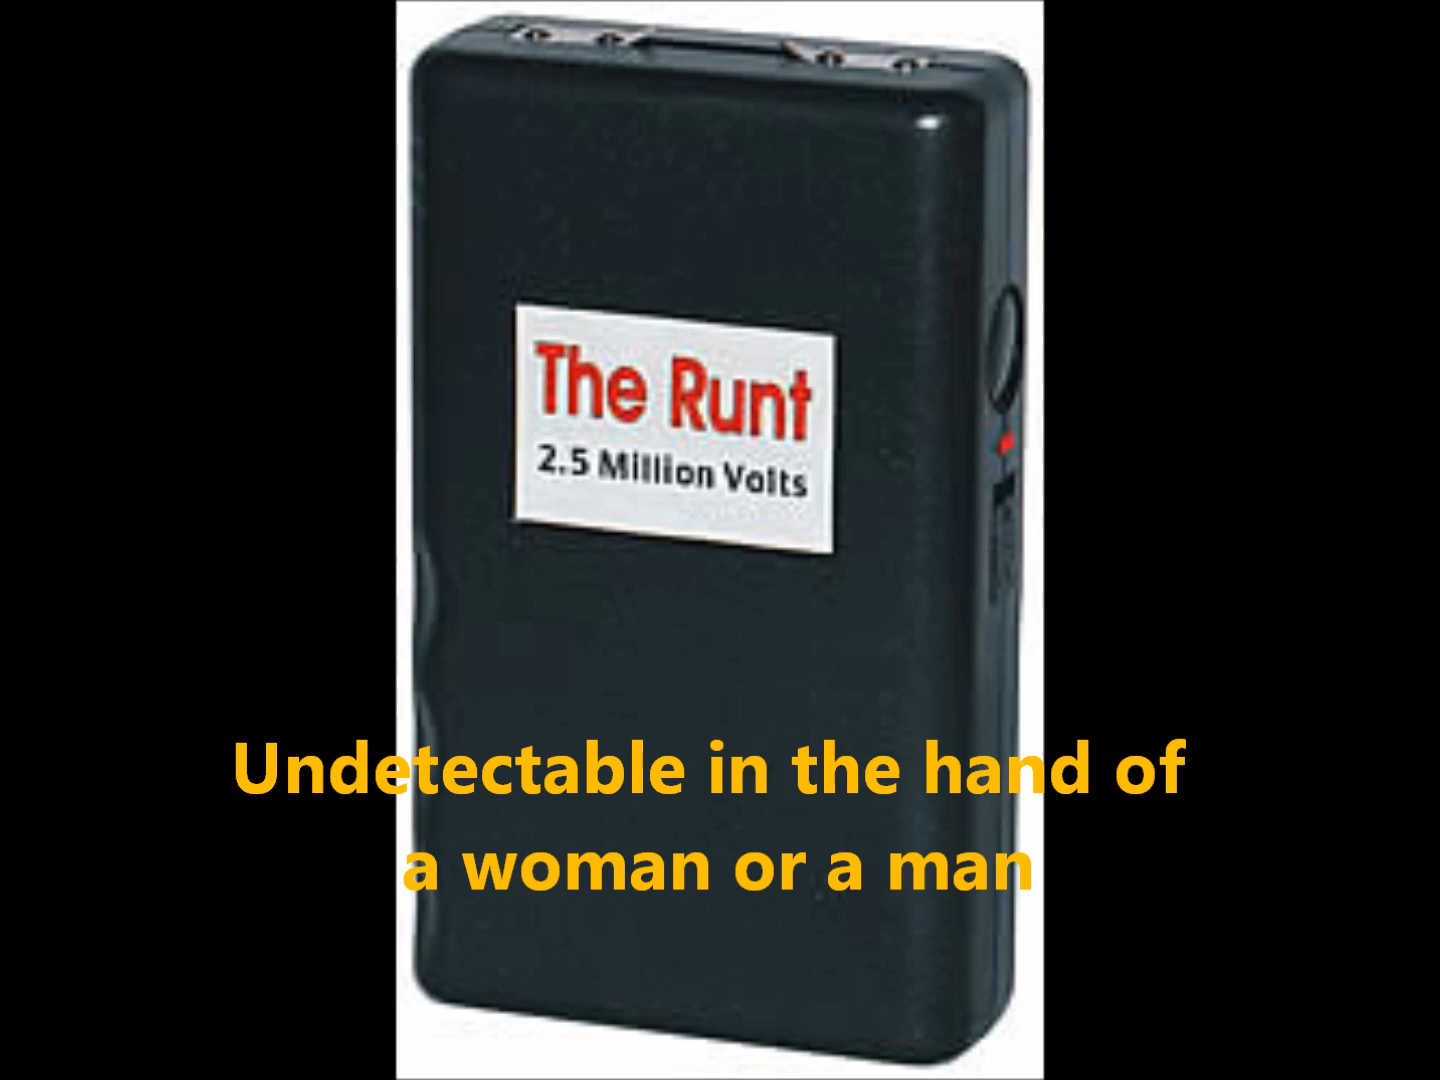 The Runt
2.5 Million Volts
Undetectable in the hand of
a woman or a man